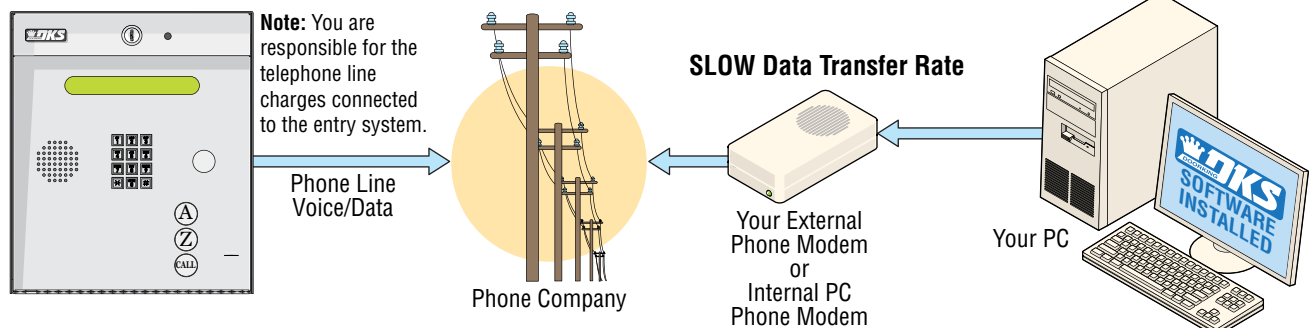 DKS
Note: You are
responsible for the
telephone line
charges connected
to the entry system.
A
Z
CALL
Phone Line
Voice/Data
Phone Company
SLOW Data Transfer Rate
Your External
Phone Modem
or
Internal PC
Phone Modem
Your PC
DOORKING
DKS
SOFTWARE
INSTALLED